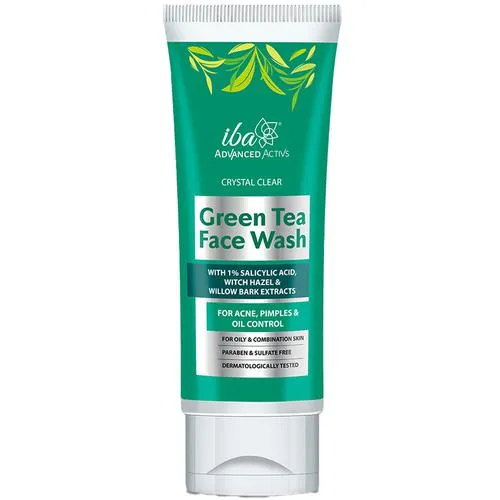 iba®
ADVANCED ACTIVS
CRYSTAL CLEAR
Green Tea
Face Wash
WITH 1% SALICYLIC ACID,
WITCH HAZEL &
WILLOW BARK EXTRACTS
FOR ACNE, PIMPLES &
OIL CONTROL
FOR OILY & COMBINATION SKIN
PARABEN & SULFATE FREE
DERMATOLOGICALLY TESTED